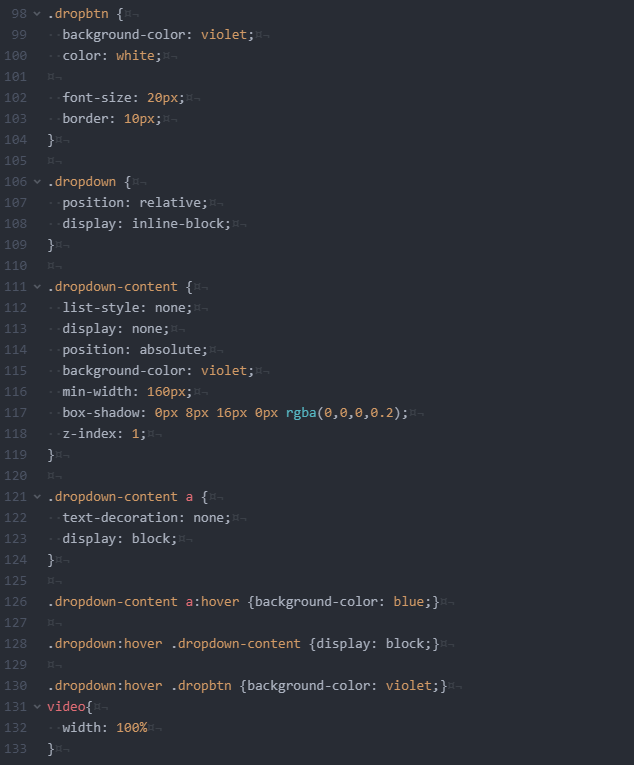 98 .dropbtn {
99 background-color: violet;
100 color: white;
101
102 font-size: 20px;
103 border: 10px;
104 }
105
106 .dropdown {
107 position: relative;
108 display: inline-block;
109 }
110
111 .dropdown-content {
112 list-style: none;
113 display: none;
114 position: absolute;
115 background-color: violet;
116 min-width: 160px;
117 box-shadow: 0px 8px 16px 0px rgba(0,0,0,0.2);
118 z-index: 1;
119 }
120
121 .dropdown-content a {
122 text-decoration: none;
123 display: block;
124 }
125
126 .dropdown-content a:hover {background-color: blue;}
127
128 .dropdown:hover .dropdown-content {display: block;}
129
130 .dropdown:hover .dropbtn {background-color: violet;}
131 video{
132 width: 100%
133 }